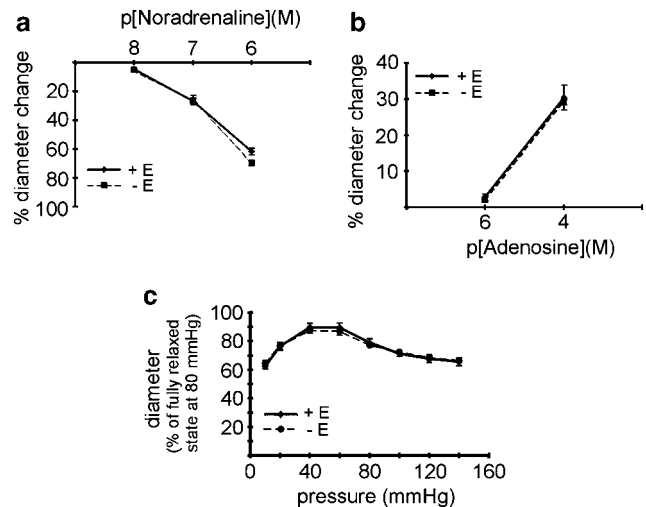 a
p[Noradrenaline](M)
8 7 6
% diameter change
20
40
60
80
100
+ E
- E
b
% diameter change
40
30
20
10
+ E
- E
6 4
p[Adenosine](M)
c
diameter
(% of fully relaxed
state at 80 mmHg)
100
80
60
40
20
+ E
- E
0 40 80 120 160
pressure (mmHg)